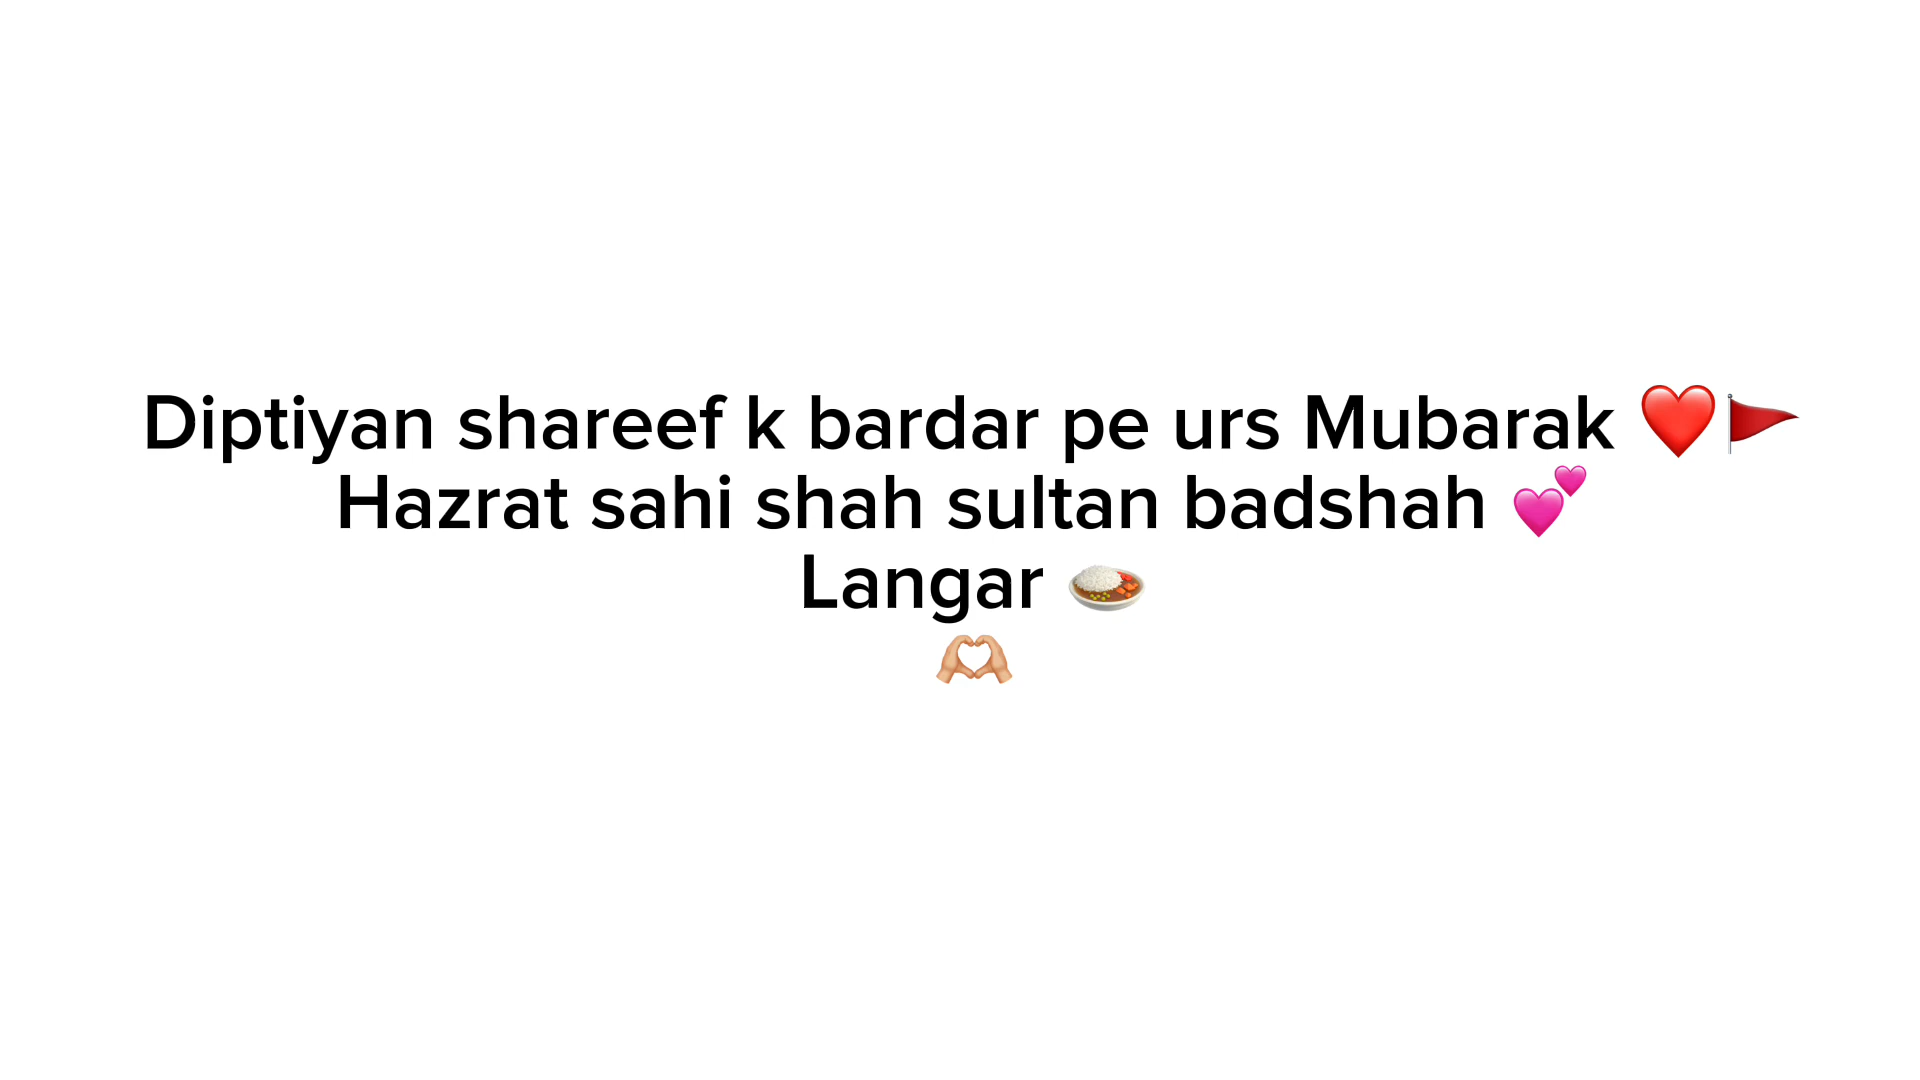 Diptiyan shareef k bardar pe urs Mubarak ❤️🚩
Hazrat sahi shah sultan badshah 💕
Langar 🍛
🫶🏼